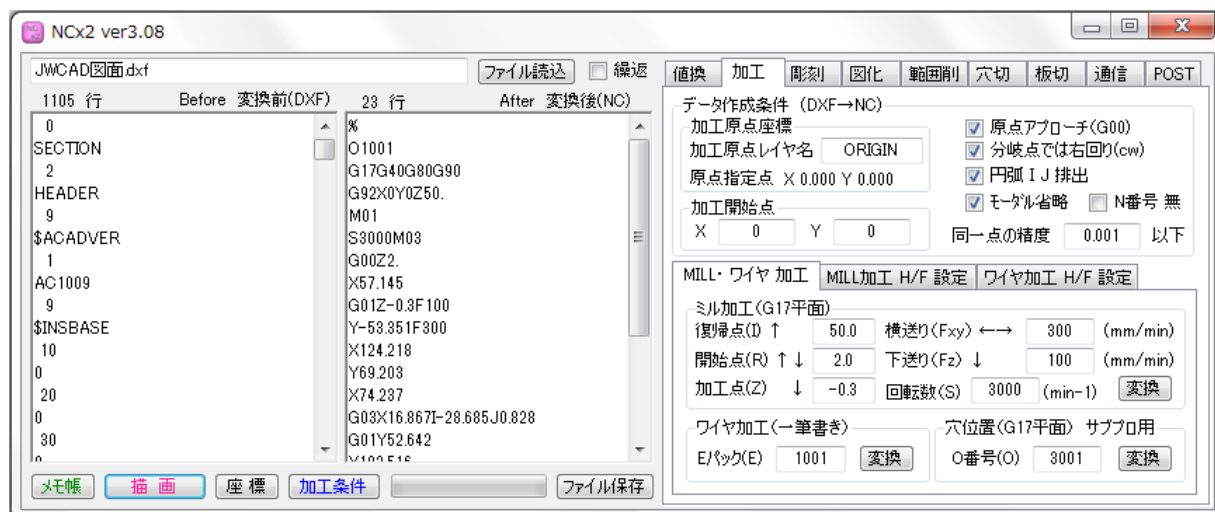 NCx2 ver3.08
JWCAD図面.dxf
ファイル読込
繰返
1105 行 Before 変換前(DXF)
0
SECTION
2
HEADER
9
$ACADVER
1
AC1009
9
$INSBASE
10
0
20
0
30
0
23 行 After 変換後(NC)
%
O1001
G17G40G80G90
G92X0Y0Z50.
M01
S3000M03
G00Z2.
X57.145
G01Z-0.3F100
Y-53.351F300
X124.218
Y69.203
X74.237
G03X16.867I-28.685J0.828
G01Y52.642
メモ帳 描 画 座 標 加工条件 ファイル保存
値換 加工 彫刻 図化 範囲削 穴切 板切 通信 POST
データ作成条件 (DXF→NC)
加工原点座標
加工原点レイヤ名 ORIGIN
原点指定点 X 0.000 Y 0.000
加工開始点
X 0 Y 0
原点アプローチ(G00)
分岐点では右回り(cw)
円弧 I J 排出
モーダル省略 N番号 無
同一点の精度 0.001 以下
MILL・ワイヤ 加工 MILL加工 H/F 設定 ワイヤ加工 H/F 設定
ミル加工(G17平面)
復帰点(I) ↑ 50.0 横送り(Fxy) ←→ 300 (mm/min)
開始点(R) ↑↓ 2.0 下送り(Fz) ↓ 100 (mm/min)
加工点(Z) ↓ -0.3 回転数(S) 3000 (min-1) 変換
ワイヤ加工(一筆書き)
Eパック(E) 1001 変換
穴位置(G17平面) サブプロ用
O番号(O) 3001 変換